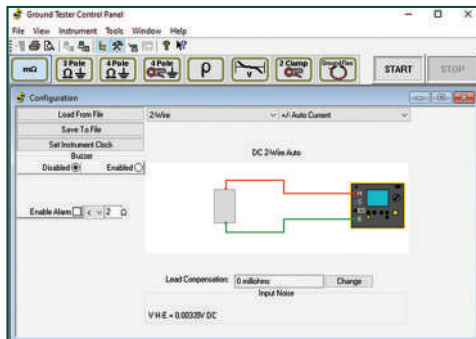 Ground Tester Control Panel
File View Instrument Tools Window Help
mΩ
3 Pole
4 Pole
4 Pole
ρ
V
2 Clamp
GroundFlex
START
STOP
Configuration
Load From File
2-Wire
+/- Auto Current
Save To File
Set Instrument Clock
Buzzer
DC 2-Wire Auto
Disabled
Enabled
Enable Alarm < 2 Ω
H
S
E
Lead Compensation: 0 milliohms Change
Input Noise
V H-E = 0.00339V DC